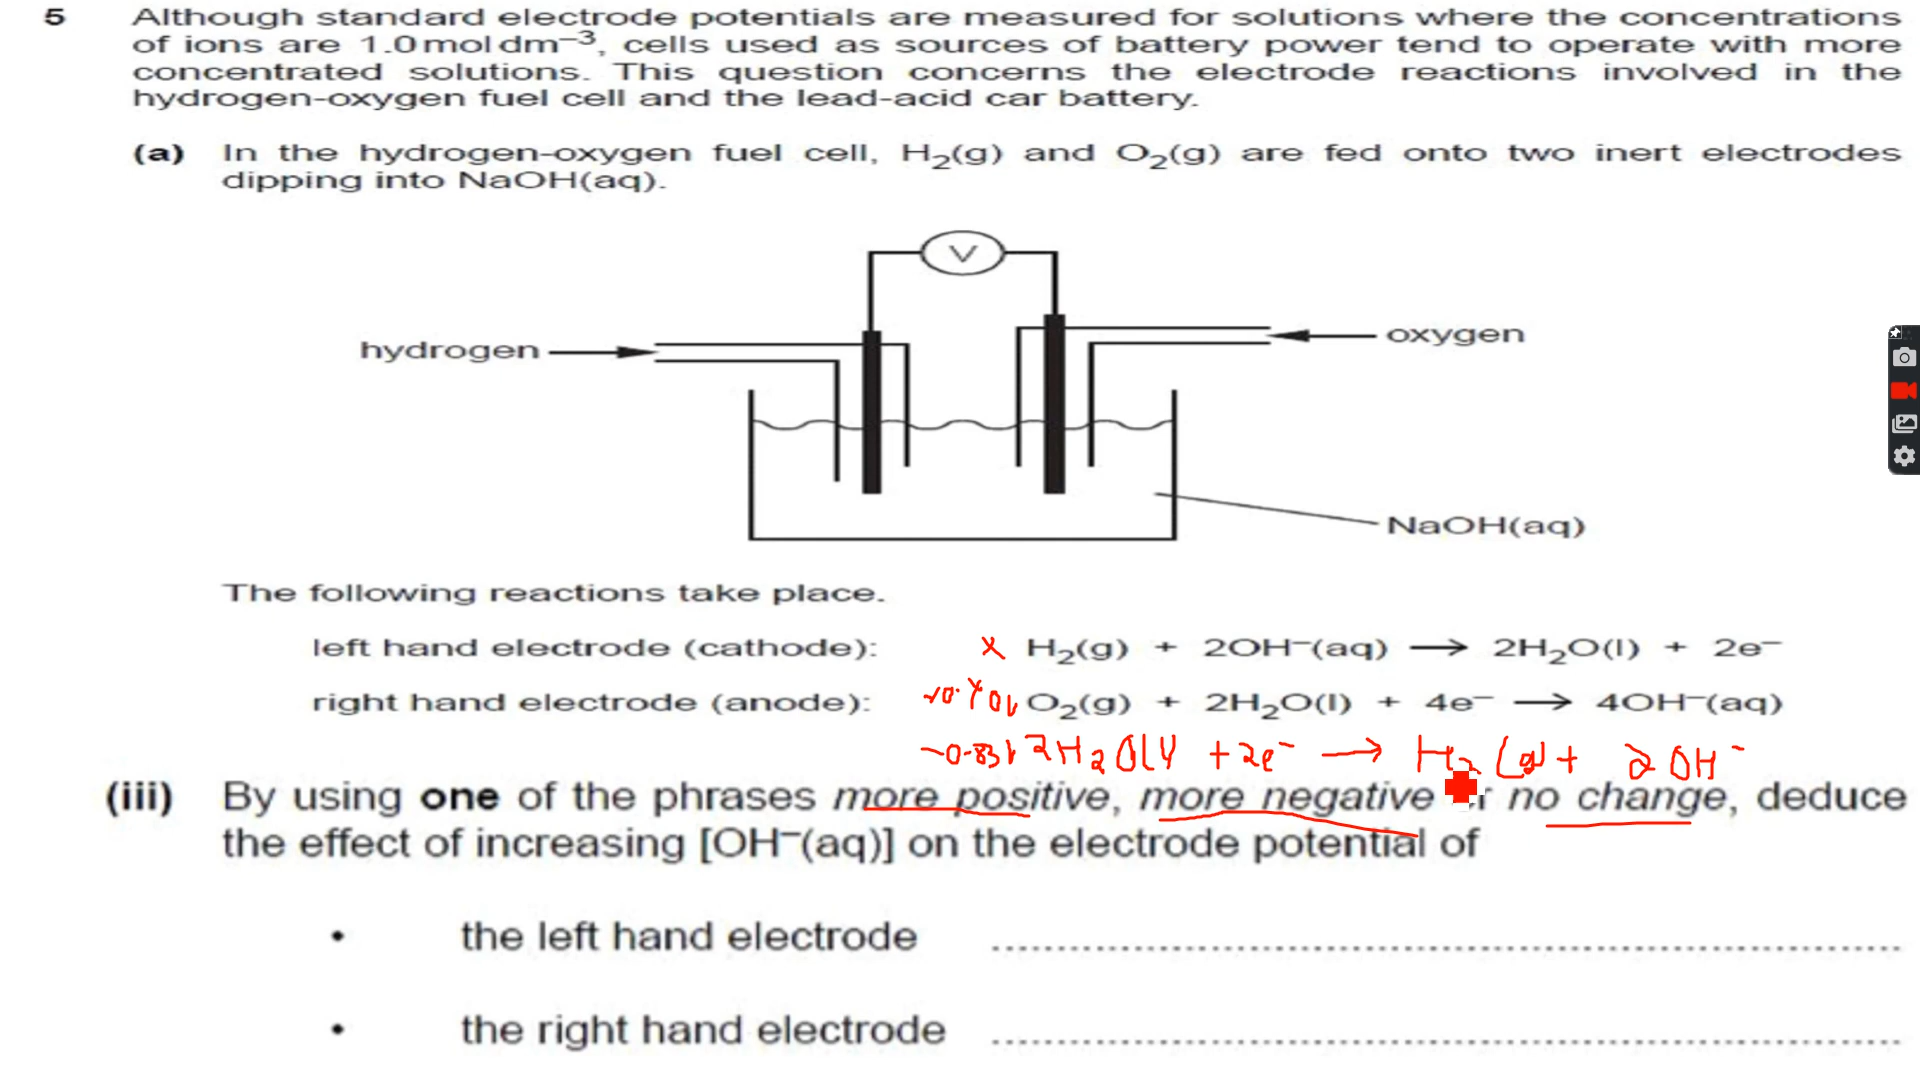 5 Although standard electrode potentials are measured for solutions where the concentrations
of ions are 1.0 mol dm⁻³, cells used as sources of battery power tend to operate with more
concentrated solutions. This question concerns the electrode reactions involved in the
hydrogen-oxygen fuel cell and the lead-acid car battery.
(a) In the hydrogen-oxygen fuel cell, H₂(g) and O₂(g) are fed onto two inert electrodes
dipping into NaOH(aq).
V
hydrogen
oxygen
NaOH(aq)
The following reactions take place.
left hand electrode (cathode): x H₂(g) + 2OH⁻(aq) → 2H₂O(l) + 2e⁻
right hand electrode (anode): O₂(g) + 2H₂O(l) + 4e⁻ → 4OH⁻(aq)
-0.83V 2H₂O(l) + 2e⁻ → H₂(g) + 2OH⁻
(iii) By using one of the phrases more positive, more negative or no change, deduce
the effect of increasing [OH⁻(aq)] on the electrode potential of
• the left hand electrode
• the right hand electrode